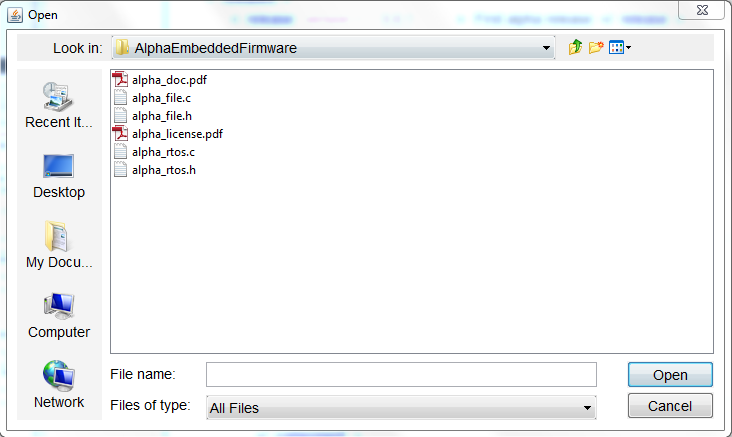 Open
Look in: AlphaEmbeddedFirmware
Recent It...
Desktop
My Docu...
Computer
Network
alpha_doc.pdf
alpha_file.c
alpha_file.h
alpha_license.pdf
alpha_rtos.c
alpha_rtos.h
File name:
Open
Files of type: All Files
Cancel